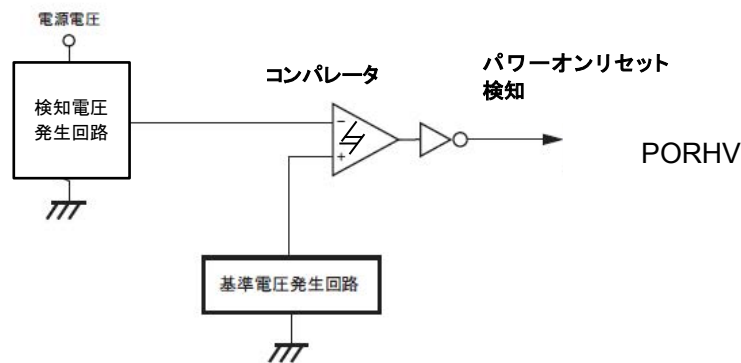 電源電圧
検知電圧
発生回路
コンパレータ
-
+
パワーオンリセット
検知
PORHV
基準電圧発生回路